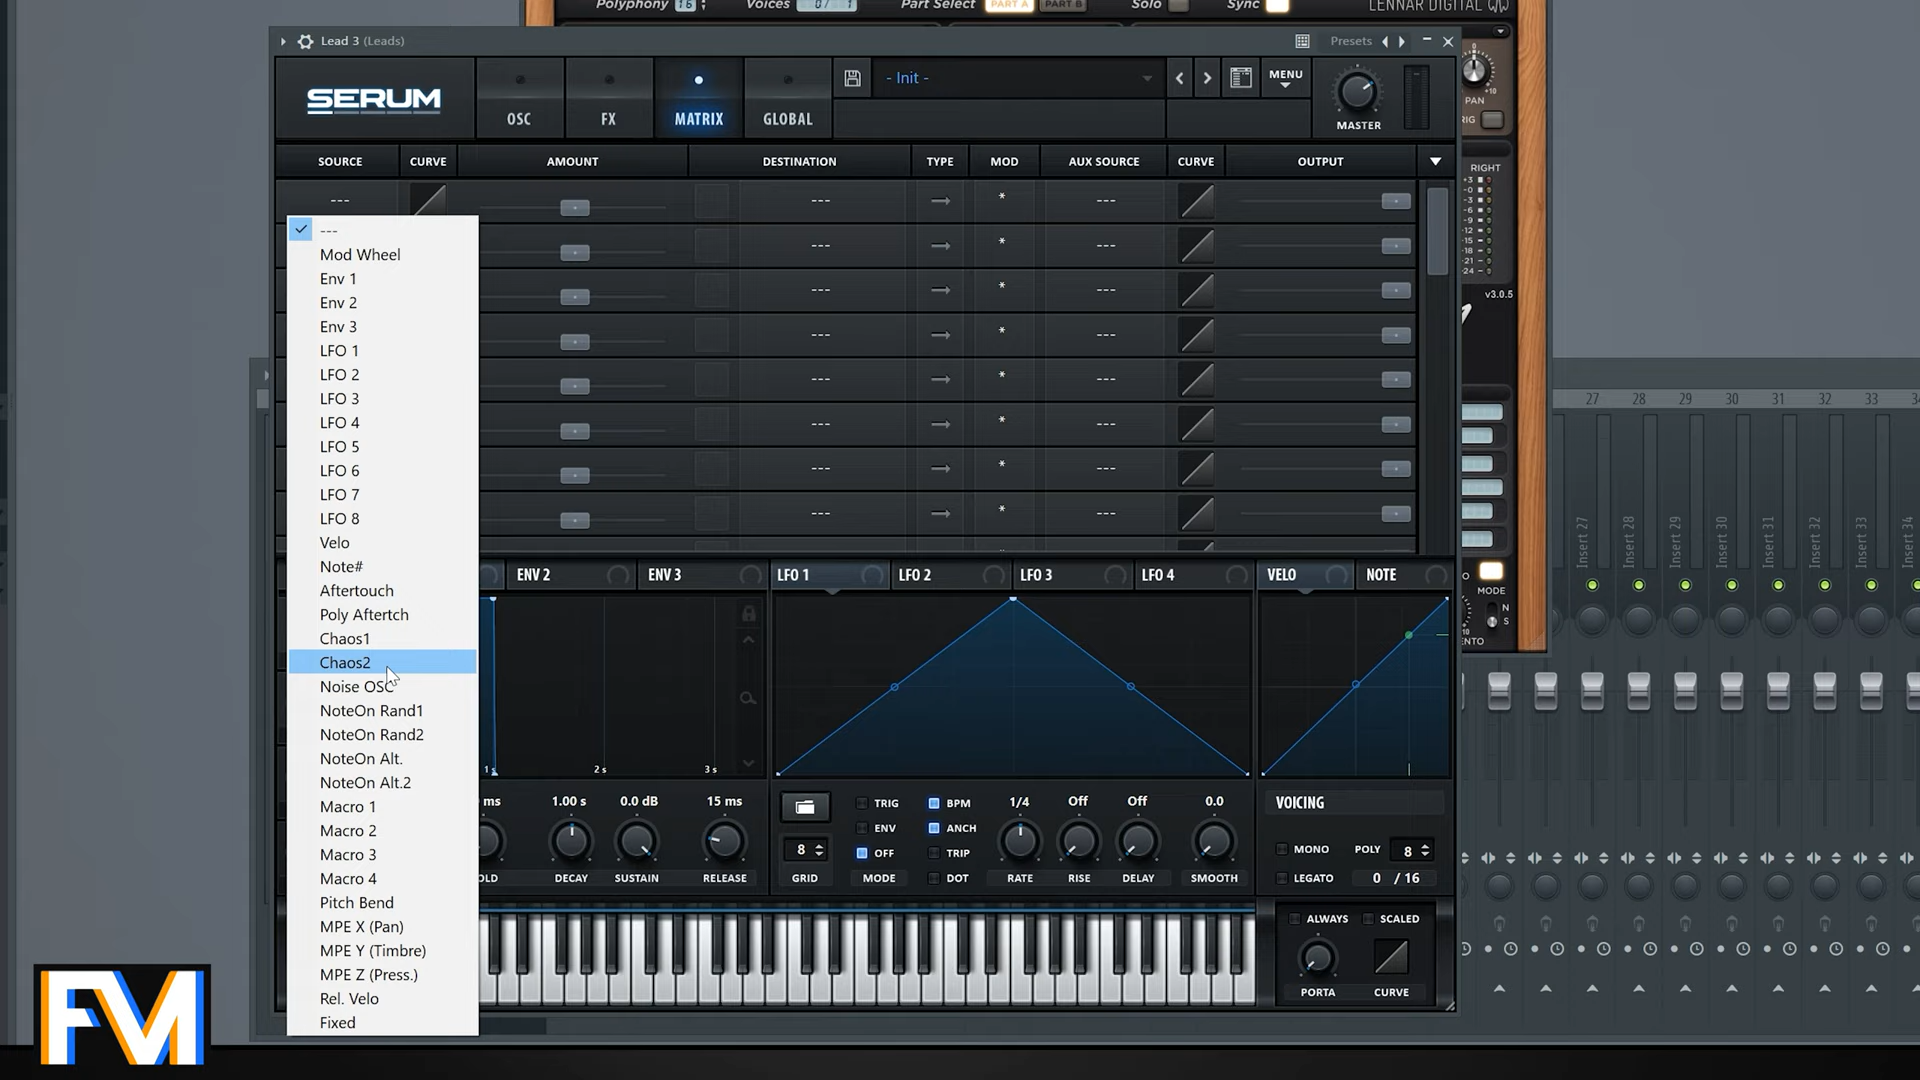 Polyphony 16 Voices 0/ 1 Part Select PART A PART B Solo Sync LENNAR DIGITAL
Lead 3 (Leads) Presets
SERUM
OSC FX MATRIX GLOBAL
- Init -
MENU
MASTER
PAN
RIGHT
SOURCE CURVE AMOUNT DESTINATION TYPE MOD AUX SOURCE CURVE OUTPUT
--- --- * ---
--- * ---
--- * ---
--- * ---
--- * ---
--- * ---
--- * ---
--- * ---
---
Mod Wheel
Env 1
Env 2
Env 3
LFO 1
LFO 2
LFO 3
LFO 4
LFO 5
LFO 6
LFO 7
LFO 8
Velo
Note#
Aftertouch
Poly Aftertch
Chaos1
Chaos2
Noise OSC
NoteOn Rand1
NoteOn Rand2
NoteOn Alt.
NoteOn Alt.2
Macro 1
Macro 2
Macro 3
Macro 4
Pitch Bend
MPE X (Pan)
MPE Y (Timbre)
MPE Z (Press.)
Rel. Velo
Fixed
v3.0.5
27 28 29 30 31 32 33
Insert 27 Insert 28 Insert 29 Insert 30 Insert 31 Insert 32 Insert 33
MODE
ENV 2 ENV 3 LFO 1 LFO 2 LFO 3 LFO 4 VELO NOTE
2 s 3 s
ms 1.00 s 0.0 dB 15 ms
OLD DECAY SUSTAIN RELEASE
8
GRID
TRIG
ENV
OFF
MODE
BPM
ANCH
TRIP
DOT
1/4 Off Off 0.0
RATE RISE DELAY SMOOTH
VOICING
MONO POLY 8
LEGATO 0 / 16
ALWAYS SCALED
PORTA CURVE
FM